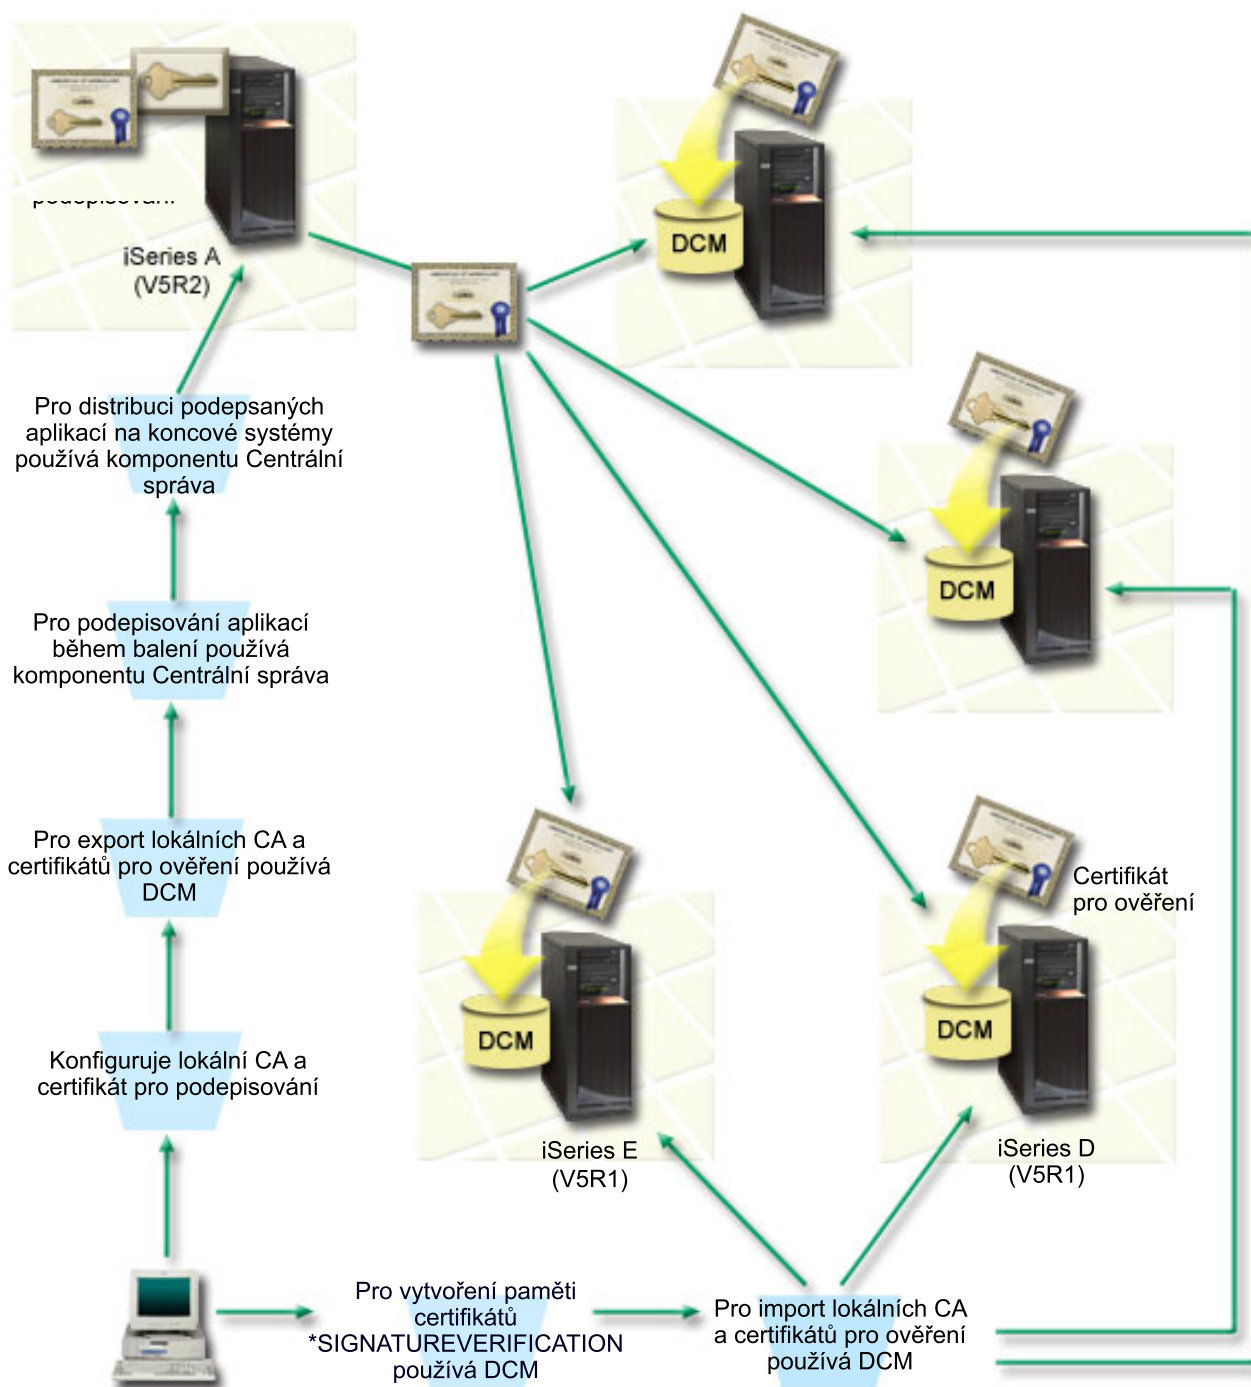 podepisování
iSeries A
(V5R2)
DCM
Pro distribuci podepsaných
aplikací na koncové systémy
používá komponentu Centrální
správa
DCM
Pro podepisování aplikací
během balení používá
komponentu Centrální správa
Pro export lokálních CA a
certifikátů pro ověření používá
DCM
Certifikát
pro ověření
DCM
DCM
Konfiguruje lokální CA a
certifikát pro podepisování
iSeries E
(V5R1)
iSeries D
(V5R1)
Pro vytvoření paměti
certifikátů
*SIGNATUREVERIFICATION
používá DCM
Pro import lokálních CA
a certifikátů pro ověření
používá DCM